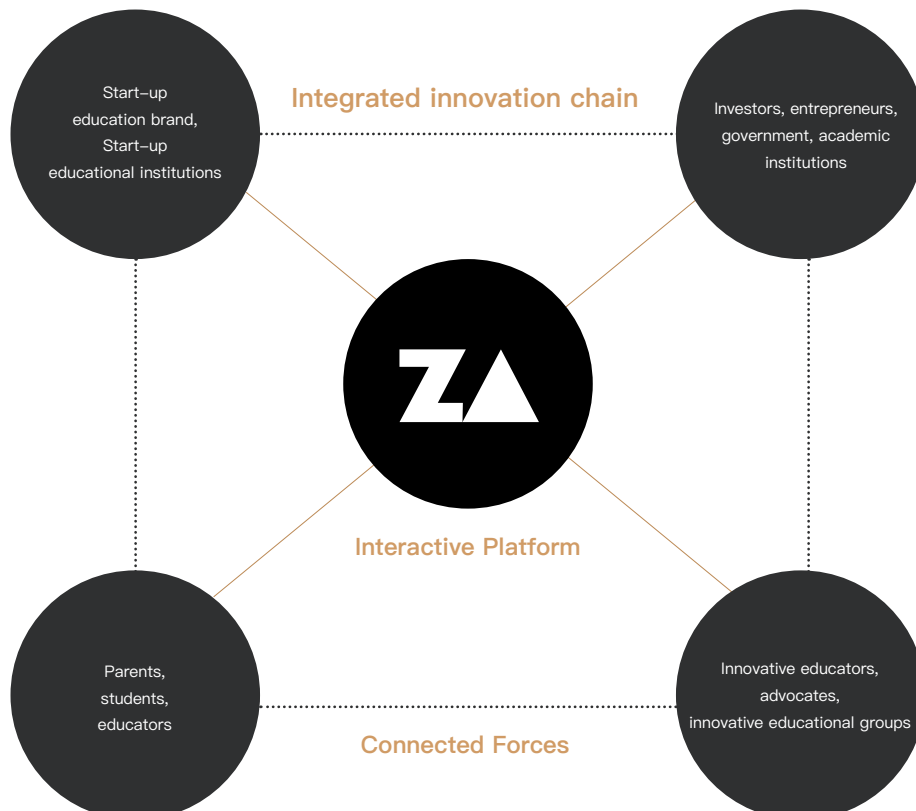 Start-up
education brand,
Start-up
educational institutions
Integrated innovation chain
Investors, entrepreneurs,
government, academic
institutions
ZA
Interactive Platform
Parents,
students,
educators
Connected Forces
Innovative educators,
advocates,
innovative educational groups